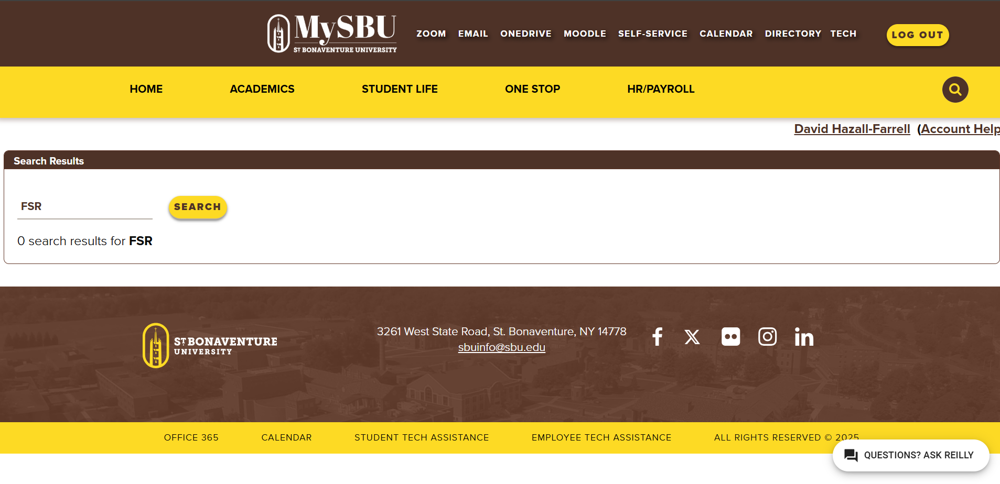 MySBU
ST BONAVENTURE UNIVERSITY
ZOOM EMAIL ONEDRIVE MOODLE SELF-SERVICE CALENDAR DIRECTORY TECH
LOG OUT
HOME ACADEMICS STUDENT LIFE ONE STOP HR/PAYROLL
David Hazall-Farrell (Account Help
Search Results
FSR SEARCH
0 search results for FSR
ST BONAVENTURE
UNIVERSITY
3261 West State Road, St. Bonaventure, NY 14778
sbuinfo@sbu.edu
OFFICE 365 CALENDAR STUDENT TECH ASSISTANCE EMPLOYEE TECH ASSISTANCE ALL RIGHTS RESERVED © 2025
QUESTIONS? ASK REILLY